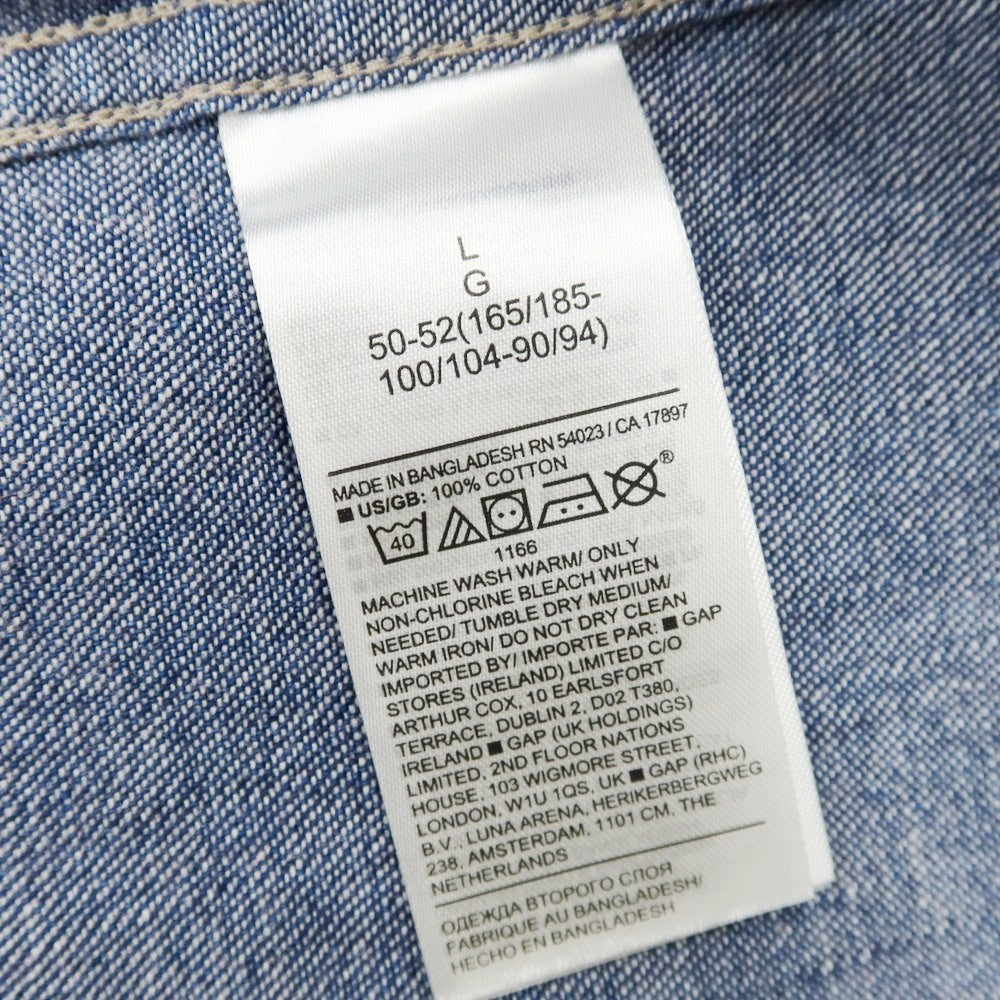 L
G
50-52(165/185-
100/104-90/94)
MADE IN BANGLADESH RN 54023 / CA 17897
■ US/GB: 100% COTTON
40
®
1166
MACHINE WASH WARM/ ONLY
NON-CHLORINE BLEACH WHEN
NEEDED/ TUMBLE DRY MEDIUM/
WARM IRON/ DO NOT DRY CLEAN
IMPORTED BY/ IMPORTE PAR: ■ GAP
STORES (IRELAND) LIMITED C/O
ARTHUR COX, 10 EARLSFORT
TERRACE, DUBLIN 2, D02 T380,
IRELAND ■ GAP (UK HOLDINGS)
LIMITED, 2ND FLOOR NATIONS
HOUSE, 103 WIGMORE STREET,
LONDON, W1U 1QS, UK ■ GAP (RHC)
B.V., LUNA ARENA, HERIKERBERGWEG
238, AMSTERDAM, 1101 CM, THE
NETHERLANDS
ОДЕЖДА ВТОРОГО СЛОЯ
FABRIQUE AU BANGLADESH/
HECHO EN BANGLADESH